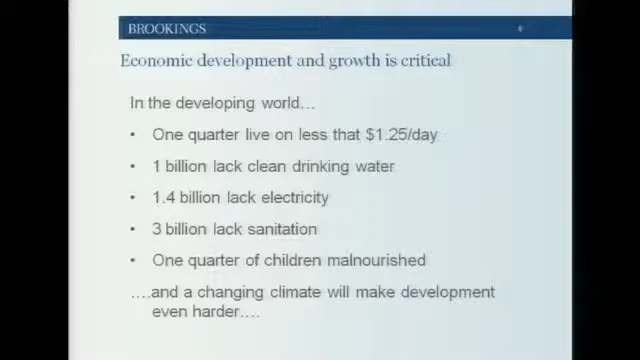 BROOKINGS
Economic development and growth is critical
In the developing world…
• One quarter live on less that $1.25/day
• 1 billion lack clean drinking water
• 1.4 billion lack electricity
• 3 billion lack sanitation
• One quarter of children malnourished
….and a changing climate will make development
even harder….